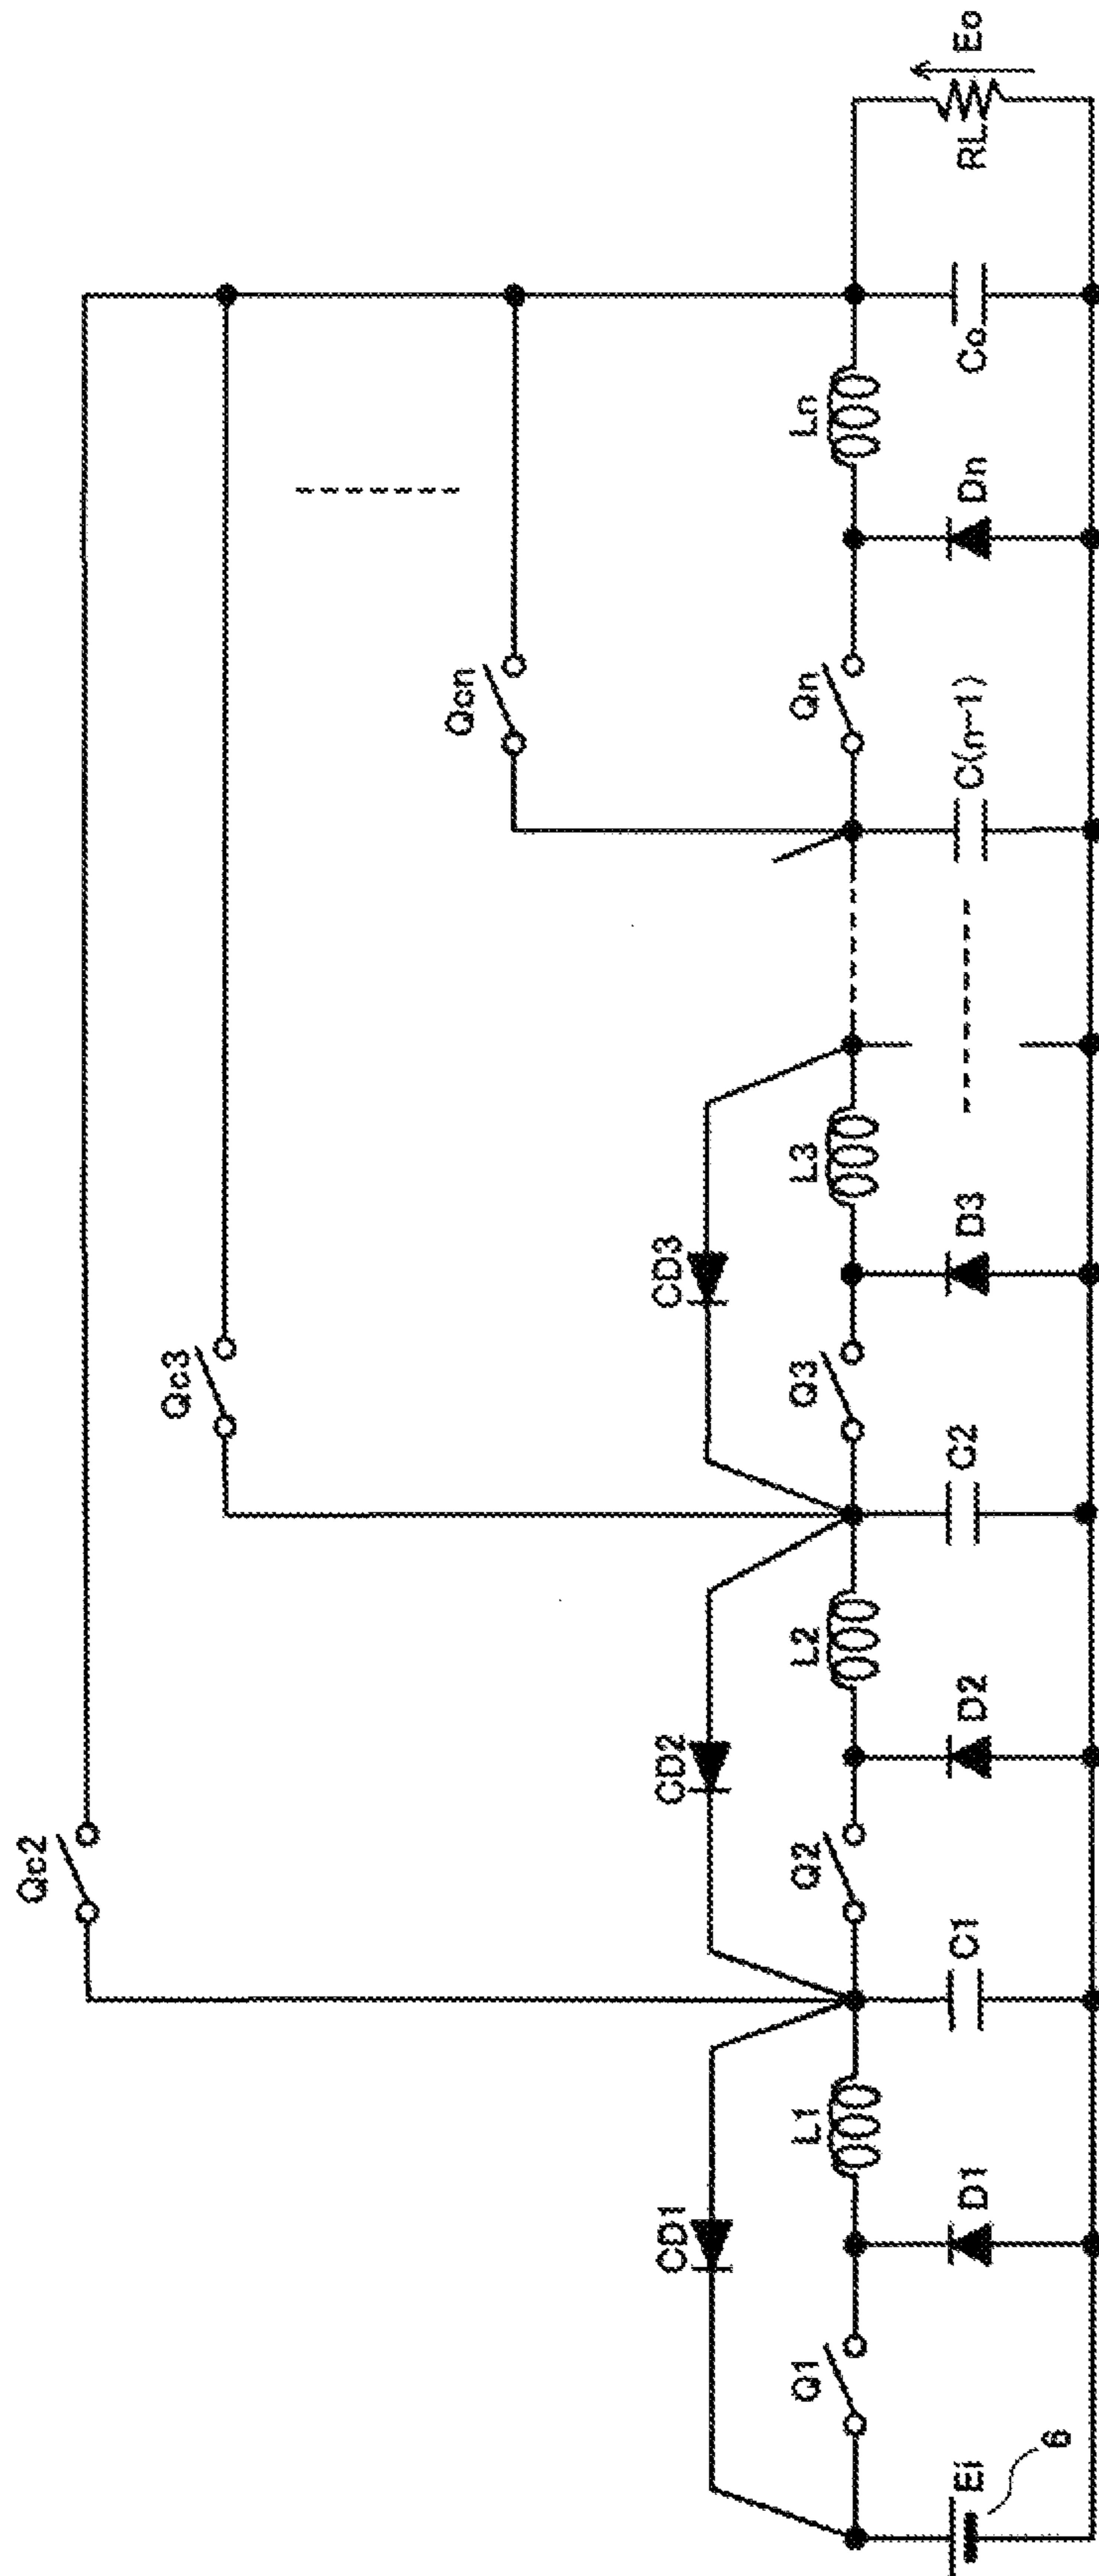 Qc2
Qc3
Qcn
CD1
CD2
CD3
Q1
L1
Q2
L2
Q3
L3
Qn
Ln
Ei
D1
C1
D2
C2
D3
C(n-1)
Dn
Co
RL
Eo
6